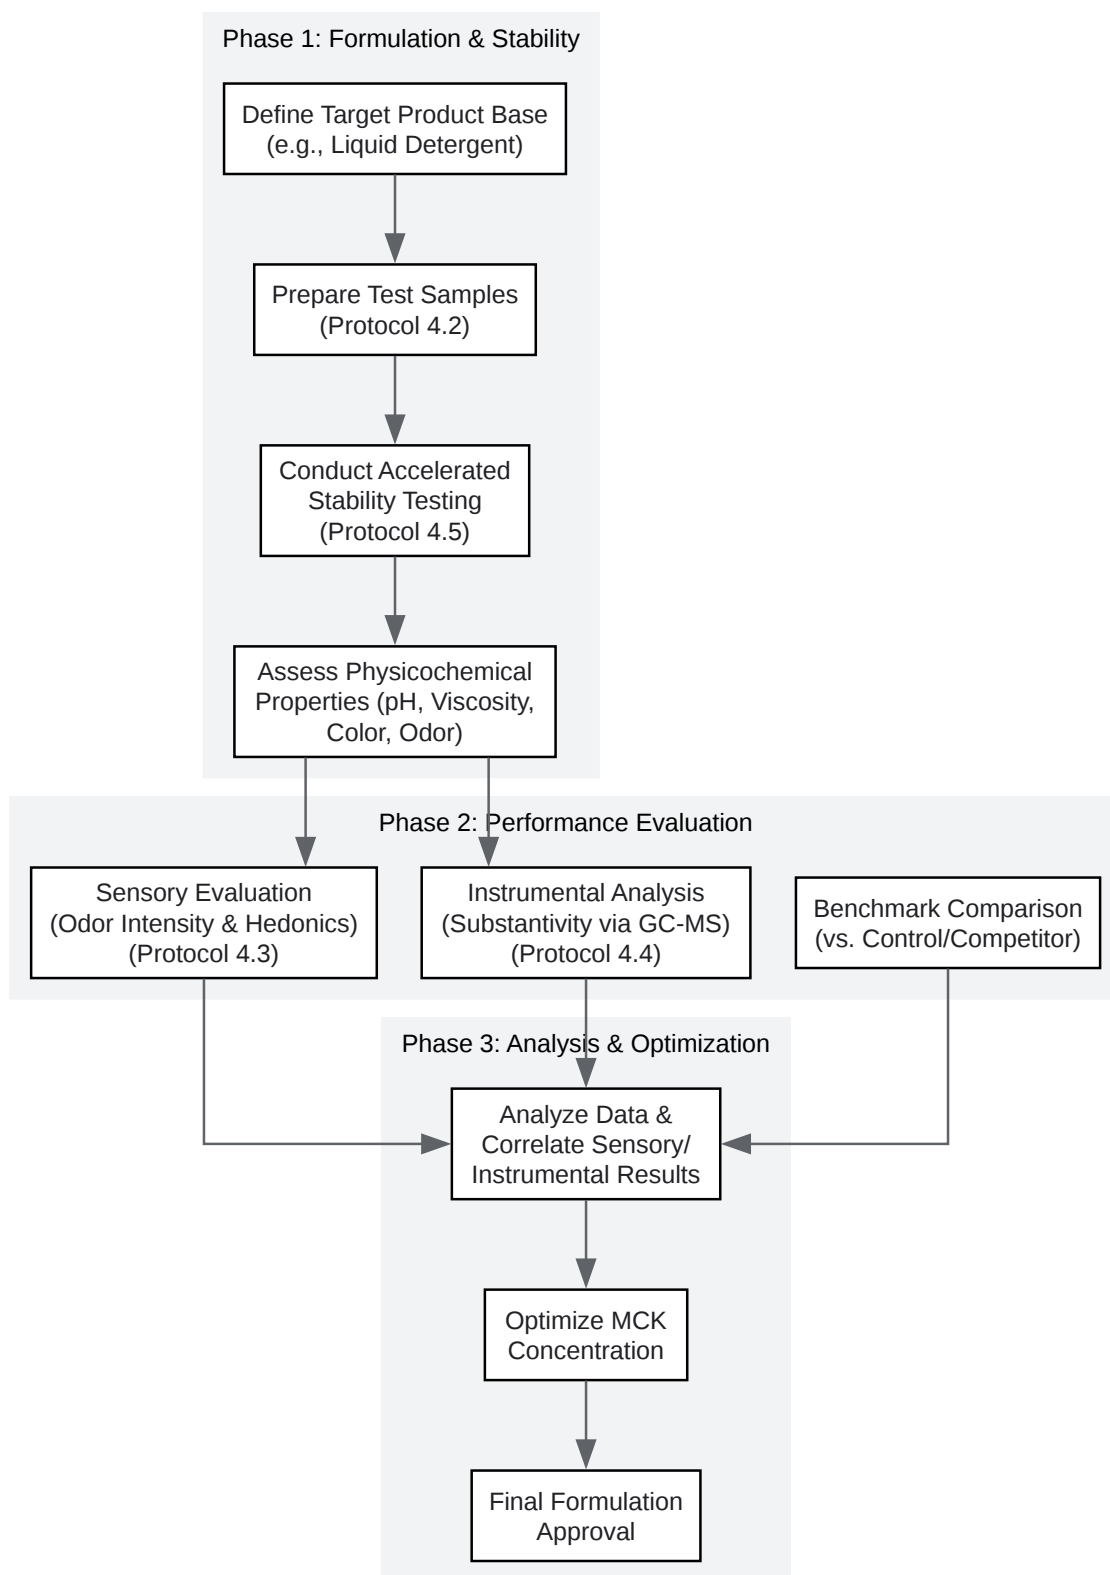 Phase 1: Formulation & Stability
Define Target Product Base
(e.g., Liquid Detergent)
Prepare Test Samples
(Protocol 4.2)
Conduct Accelerated
Stability Testing
(Protocol 4.5)
Assess Physicochemical
Properties (pH, Viscosity,
Color, Odor)
Phase 2: Performance Evaluation
Sensory Evaluation
(Odor Intensity & Hedonics)
(Protocol 4.3)
Instrumental Analysis
(Substantivity via GC-MS)
(Protocol 4.4)
Benchmark Comparison
(vs. Control/Competitor)
Phase 3: Analysis & Optimization
Analyze Data &
Correlate Sensory/
Instrumental Results
Optimize MCK
Concentration
Final Formulation
Approval